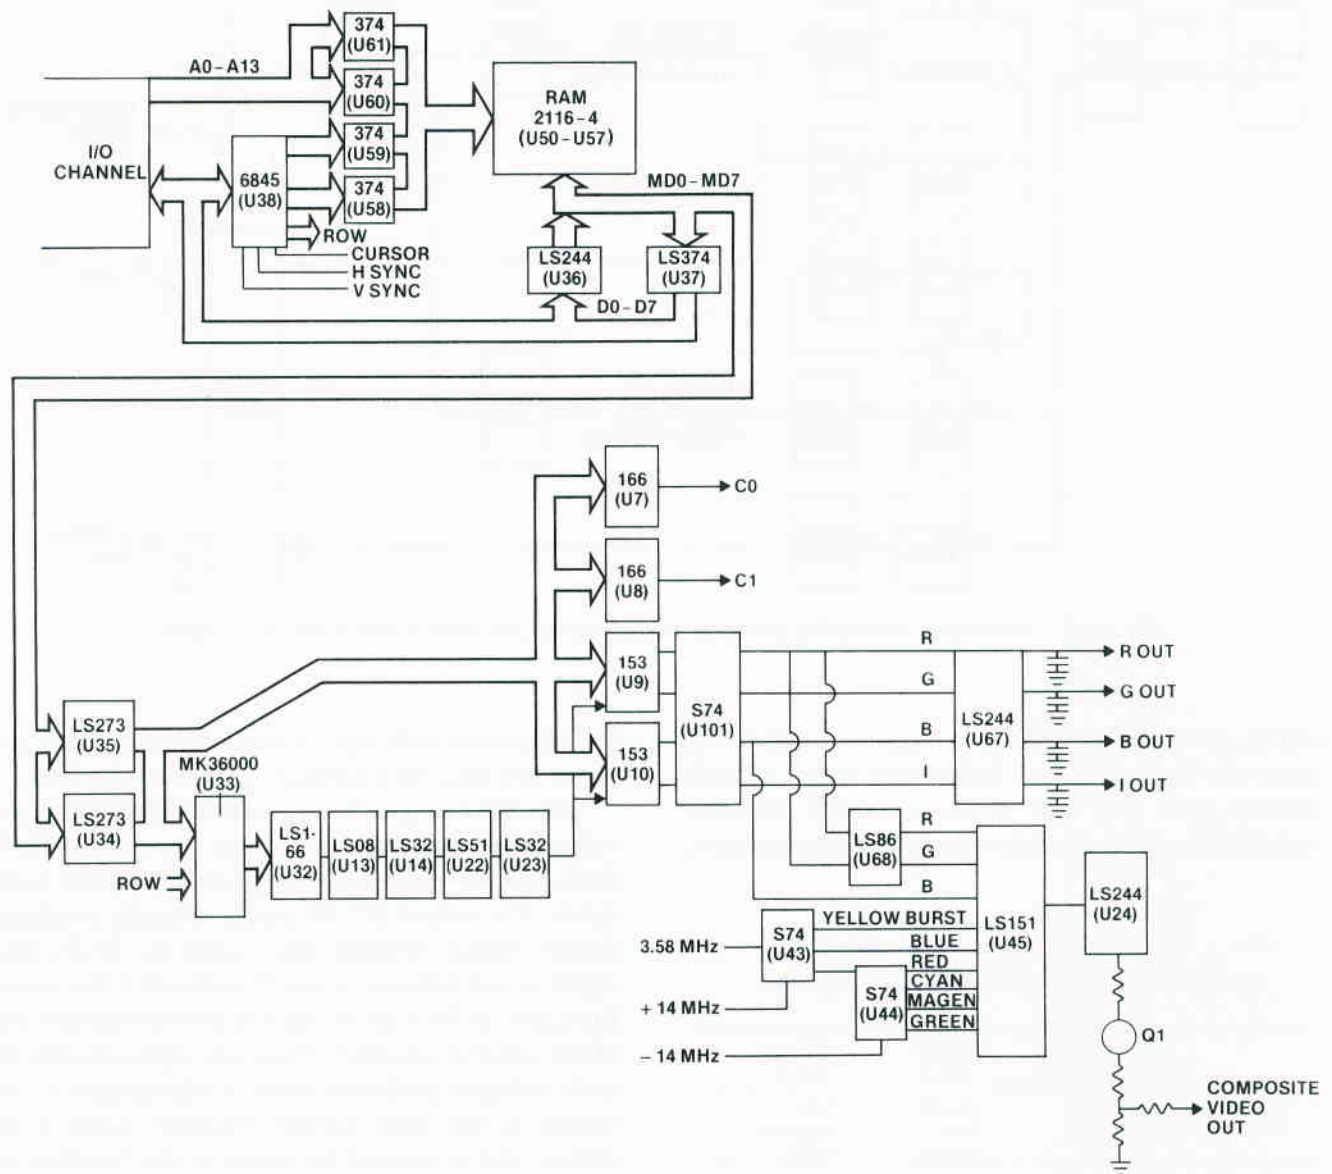 374
(U61)
A0-A13
374
(U60)
RAM
2116-4
(U50-U57)
374
(U59)
I/O
CHANNEL
6845
(U38)
374
(U58)
MD0-MD7
ROW
CURSOR
H SYNC
V SYNC
LS244
(U36)
LS374
(U37)
D0-D7
166
(U7)
C0
166
(U8)
C1
153
(U9)
R
R OUT
G
G OUT
S74
(U101)
LS244
(U67)
LS273
(U35)
B
B OUT
153
(U10)
I
I OUT
MK36000
(U33)
LS273
(U34)
LS1-
66
(U32)
LS08
(U13)
LS32
(U14)
LS51
(U22)
LS32
(U23)
LS86
(U68)
R
G
B
ROW
LS151
(U45)
LS244
(U24)
3.58 MHz
S74
(U43)
YELLOW BURST
BLUE
RED
CYAN
MAGEN
GREEN
+ 14 MHz
S74
(U44)
- 14 MHz
Q1
COMPOSITE
VIDEO
OUT